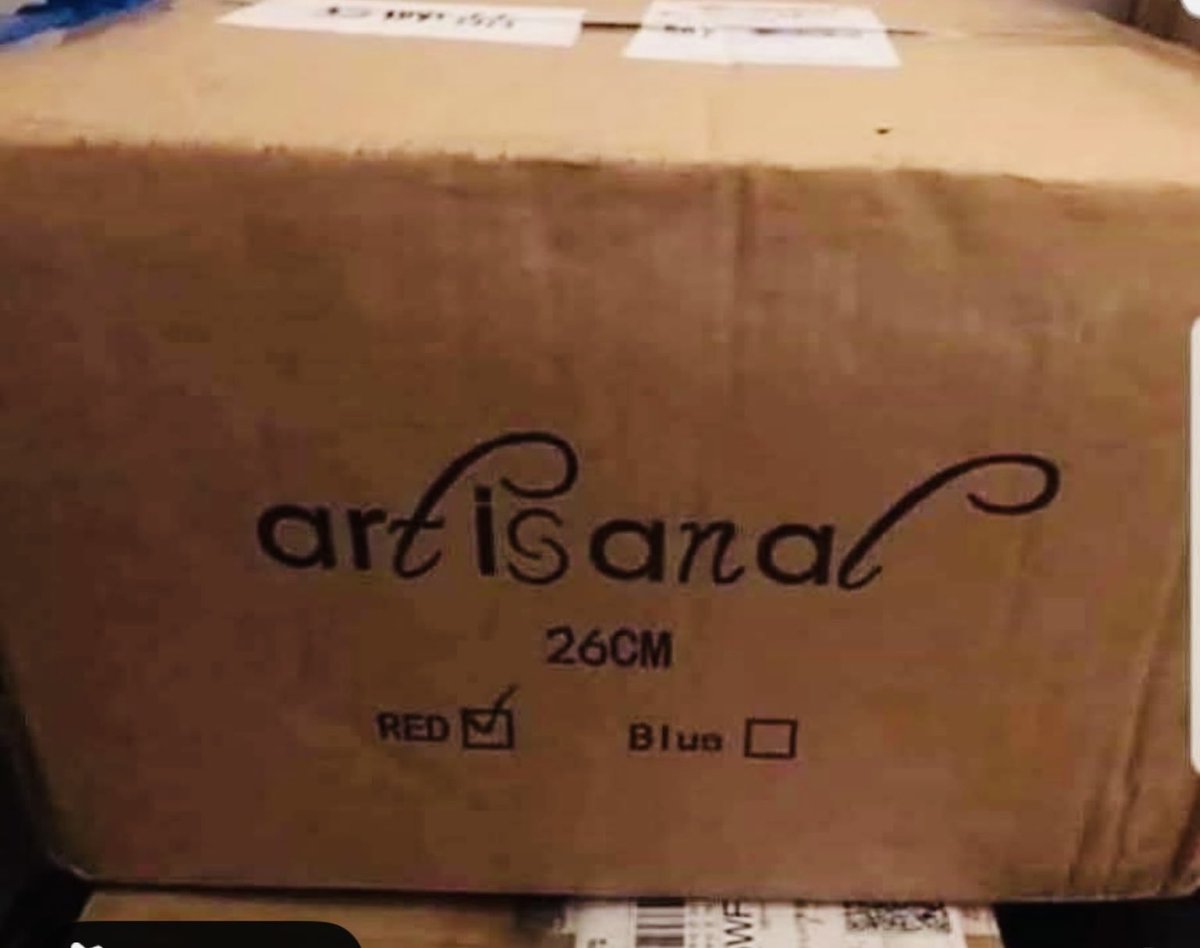 artisanal
26CM
RED
Blue